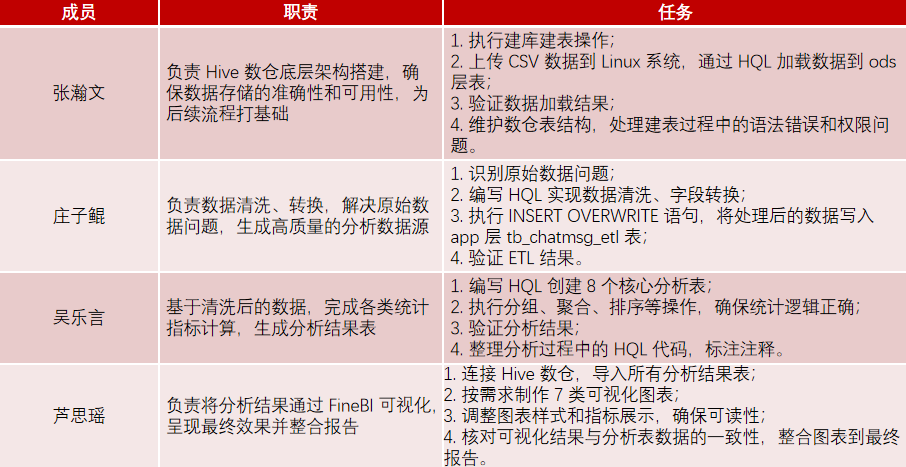 成员 职责 任务
张瀚文
负责 Hive 数仓底层架构搭建，确
保数据存储的准确性和可用性，为
后续流程打基础
1. 执行建库建表操作；
2. 上传 CSV 数据到 Linux 系统，通过 HQL 加载数据到 ods
层表；
3. 验证数据加载结果；
4. 维护数仓表结构，处理建表过程中的语法错误和权限问
题。
庄子鲲
负责数据清洗、转换，解决原始数
据问题，生成高质量的分析数据源
1. 识别原始数据问题；
2. 编写 HQL 实现数据清洗、字段转换；
3. 执行 INSERT OVERWRITE 语句，将处理后的数据写入
app 层 tb_chatmsg_etl 表；
4. 验证 ETL 结果。
吴乐言
基于清洗后的数据，完成各类统计
指标计算，生成分析结果表
1. 编写 HQL 创建 8 个核心分析表；
2. 执行分组、聚合、排序等操作，确保统计逻辑正确；
3. 验证分析结果；
4. 整理分析过程中的 HQL 代码，标注注释。
芦思瑶
负责将分析结果通过 FineBI 可视化，
呈现最终效果并整合报告
1. 连接 Hive 数仓，导入所有分析结果表；
2. 按需求制作 7 类可视化图表；
3. 调整图表样式和指标展示，确保可读性；
4. 核对可视化结果与分析表数据的一致性，整合图表到最终
报告。